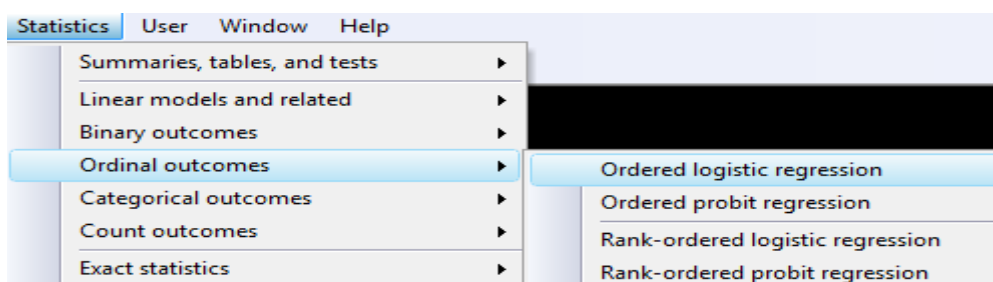 Statistics User Window Help
Summaries, tables, and tests
Linear models and related
Binary outcomes
Ordinal outcomes
Categorical outcomes
Count outcomes
Exact statistics
Ordered logistic regression
Ordered probit regression
Rank-ordered logistic regression
Rank-ordered probit regression